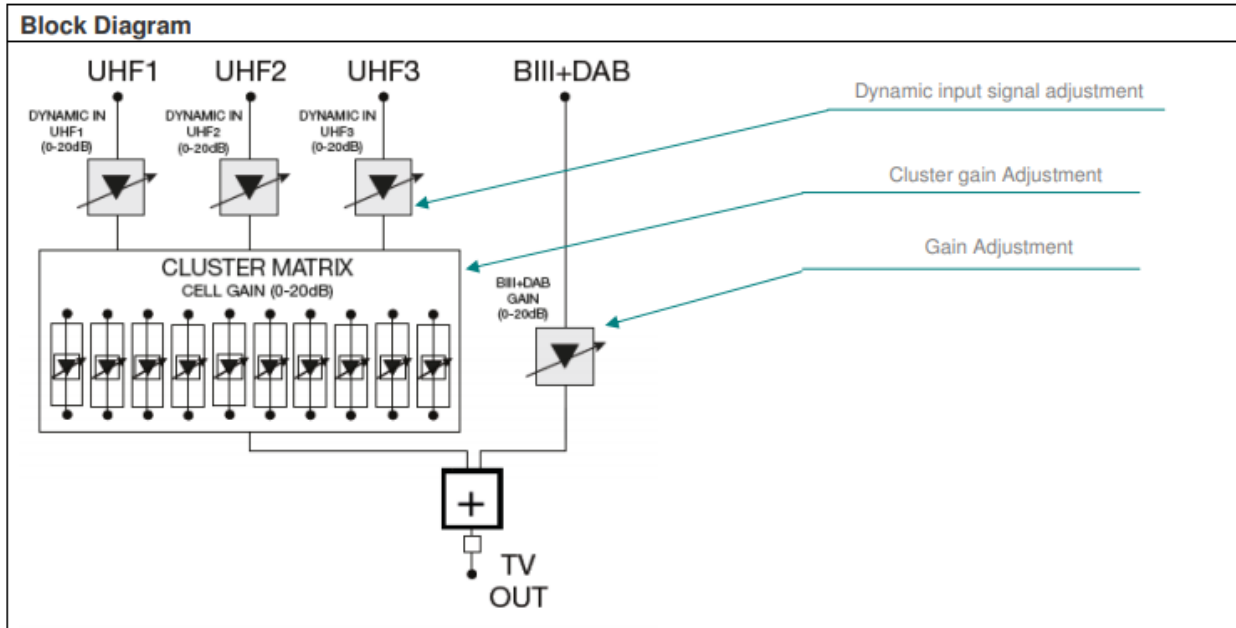 Block Diagram
UHF1
UHF2
UHF3
BIII+DAB
DYNAMIC IN
UHF1
(0-20dB)
DYNAMIC IN
UHF2
(0-20dB)
DYNAMIC IN
UHF3
(0-20dB)
Dynamic input signal adjustment
Cluster gain Adjustment
Gain Adjustment
CLUSTER MATRIX
CELL GAIN (0-20dB)
BIII+DAB
GAIN
(0-20dB)
+
TV
OUT